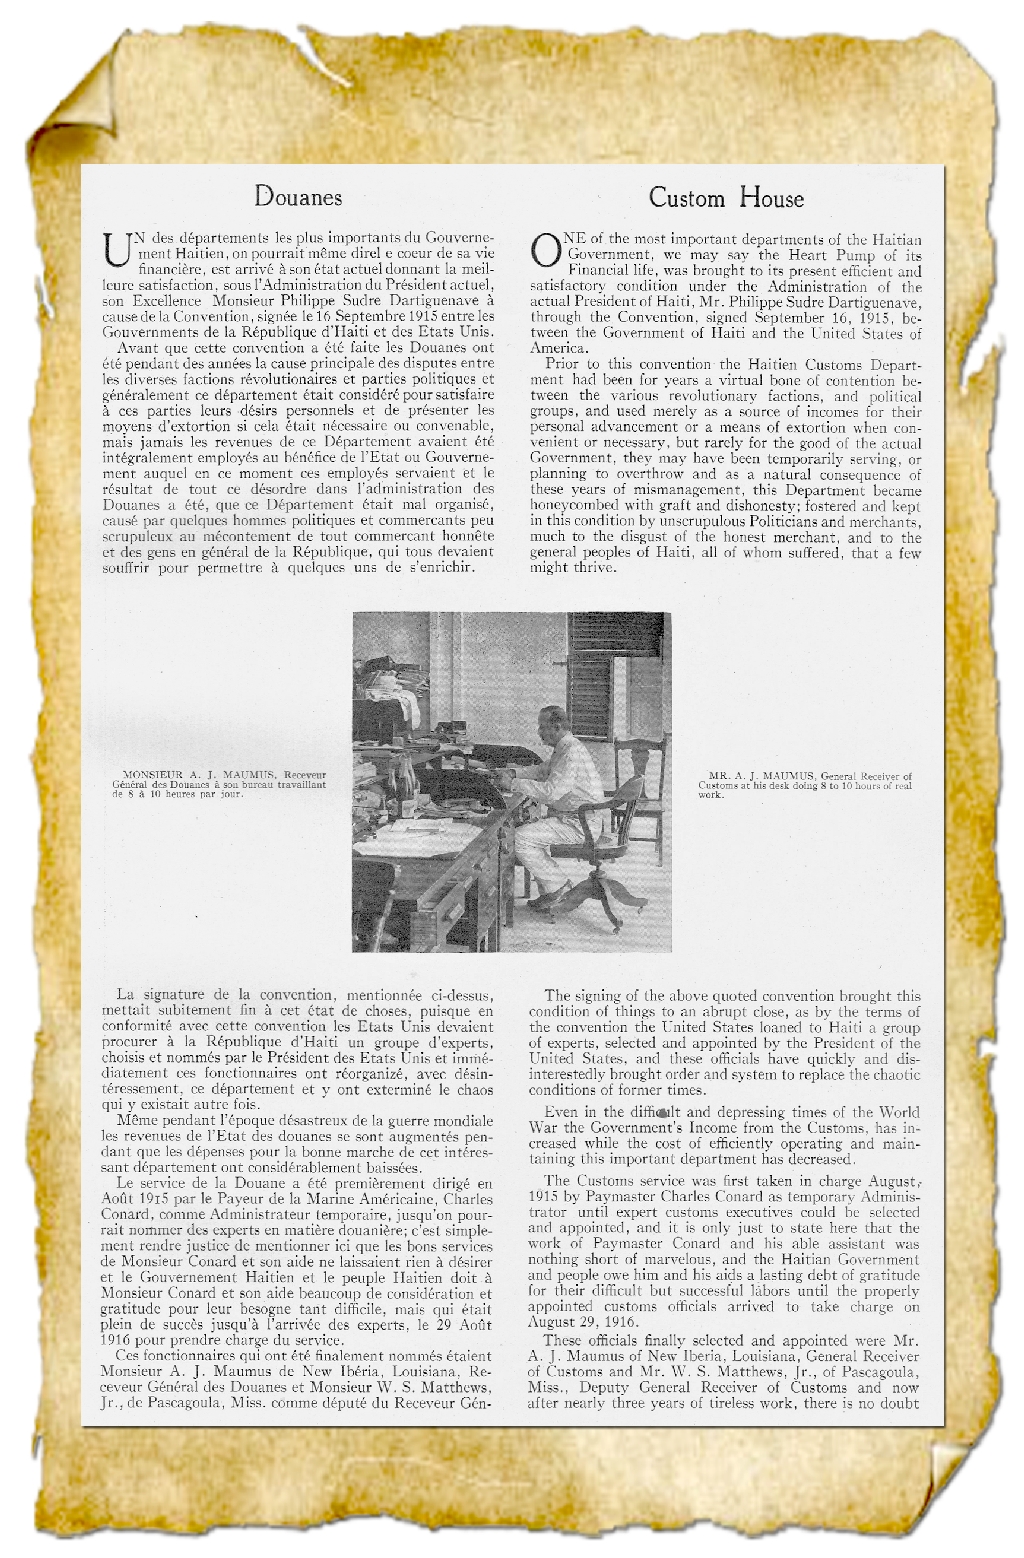 Douanes
UN des départements les plus importants du Gouverne-
ment Haitien, on pourrait même direl e coeur de sa vie
financière, est arrivé à son état actuel donnant la meil-
leure satisfaction, sous l'Administration du Président actuel,
son Excellence Monsieur Philippe Sudre Dartiguenave à
cause de la Convention, signée le 16 Septembre 1915 entre les
Gouvernments de la République d'Haiti et des Etats Unis.
Avant que cette convention a été faite les Douanes ont
été pendant des années la cause principale des disputes entre
les diverses factions révolutionaires et parties politiques et
généralement ce département était considéré pour satisfaire
à ces parties leurs désirs personnels et de présenter les
moyens d'extortion si cela était nécessaire ou convenable,
mais jamais les revenues de ce Département avaient été
intégralement employés au bénéfice de l'Etat ou Gouverne-
ment auquel en ce moment ces employés servaient et le
résultat de tout ce désordre dans l'administration des
Douanes a été, que ce Département était mal organisé,
causé par quelques hommes politiques et commercants peu
scrupuleux au mécontement de tout commercant honnête
et des gens en général de la République, qui tous devaient
souffrir pour permettre à quelques uns de s'enrichir.
Custom House
ONE of the most important departments of the Haitian
Government, we may say the Heart Pump of its
Financial life, was brought to its present efficient and
satisfactory condition under the Administration of the
actual President of Haiti, Mr. Philippe Sudre Dartiguenave,
through the Convention, signed September 16, 1915, be-
tween the Government of Haiti and the United States of
America.
Prior to this convention the Haitien Customs Depart-
ment had been for years a virtual bone of contention be-
tween the various revolutionary factions, and political
groups, and used merely as a source of incomes for their
personal advancement or a means of extortion when con-
venient or necessary, but rarely for the good of the actual
Government, they may have been temporarily serving, or
planning to overthrow and as a natural consequence of
these years of mismanagement, this Department became
honeycombed with graft and dishonesty; fostered and kept
in this condition by unscrupulous Politicians and merchants,
much to the disgust of the honest merchant, and to the
general peoples of Haiti, all of whom suffered, that a few
might thrive.
MONSIEUR A. J. MAUMUS, Receveur
Général des Douanes à son bureau travaillant
de 8 à 10 heures par jour.
MR. A. J. MAUMUS, General Receiver of
Customs at his desk doing 8 to 10 hours of real
work.
La signature de la convention, mentionnée ci-dessus,
mettait subitement fin à cet état de choses, puisque en
conformité avec cette convention les Etats Unis devaient
procurer à la République d'Haiti un groupe d'experts,
choisis et nommés par le Président des Etats Unis et immé-
diatement ces fonctionnaires ont réorganizé, avec désin-
téressement, ce département et y ont exterminé le chaos
qui y existait autre fois.
Même pendant l'époque désastreux de la guerre mondiale
les revenues de l'Etat des douanes se sont augmentés pen-
dant que les dépenses pour la bonne marche de cet intéres-
sant département ont considérablement baissées.
Le service de la Douane a été premièrement dirigé en
Août 1915 par le Payeur de la Marine Américaine, Charles
Conard, comme Administrateur temporaire, jusqu'on pour-
rait nommer des experts en matière douanière; c'est simple-
ment rendre justice de mentionner ici que les bons services
de Monsieur Conard et son aide ne laissaient rien à désirer
et le Gouvernement Haitien et le peuple Haitien doit à
Monsieur Conard et son aide beaucoup de considération et
gratitude pour leur besogne tant difficile, mais qui était
plein de succès jusqu'à l'arrivée des experts, le 29 Août
1916 pour prendre charge du service.
Ces fonctionnaires qui ont été finalement nommés étaient
Monsieur A. J. Maumus de New Ibéria, Louisiana, Re-
ceveur Général des Douanes et Monsieur W. S. Matthews,
Jr., de Pascagoula, Miss. comme député du Receveur Gén-
The signing of the above quoted convention brought this
condition of things to an abrupt close, as by the terms of
the convention the United States loaned to Haiti a group
of experts, selected and appointed by the President of the
United States, and these officials have quickly and dis-
interestedly brought order and system to replace the chaotic
conditions of former times.
Even in the difficult and depressing times of the World
War the Government's Income from the Customs, has in-
creased while the cost of efficiently operating and main-
taining this important department has decreased.
The Customs service was first taken in charge August,
1915 by Paymaster Charles Conard as temporary Adminis-
trator until expert customs executives could be selected
and appointed, and it is only just to state here that the
work of Paymaster Conard and his able assistant was
nothing short of marvelous, and the Haitian Government
and people owe him and his aids a lasting debt of gratitude
for their difficult but successful labors until the properly
appointed customs officials arrived to take charge on
August 29, 1916.
These officials finally selected and appointed were Mr.
A. J. Maumus of New Iberia, Louisiana, General Receiver
of Customs and Mr. W. S. Matthews, Jr., of Pascagoula,
Miss., Deputy General Receiver of Customs and now
after nearly three years of tireless work, there is no doubt